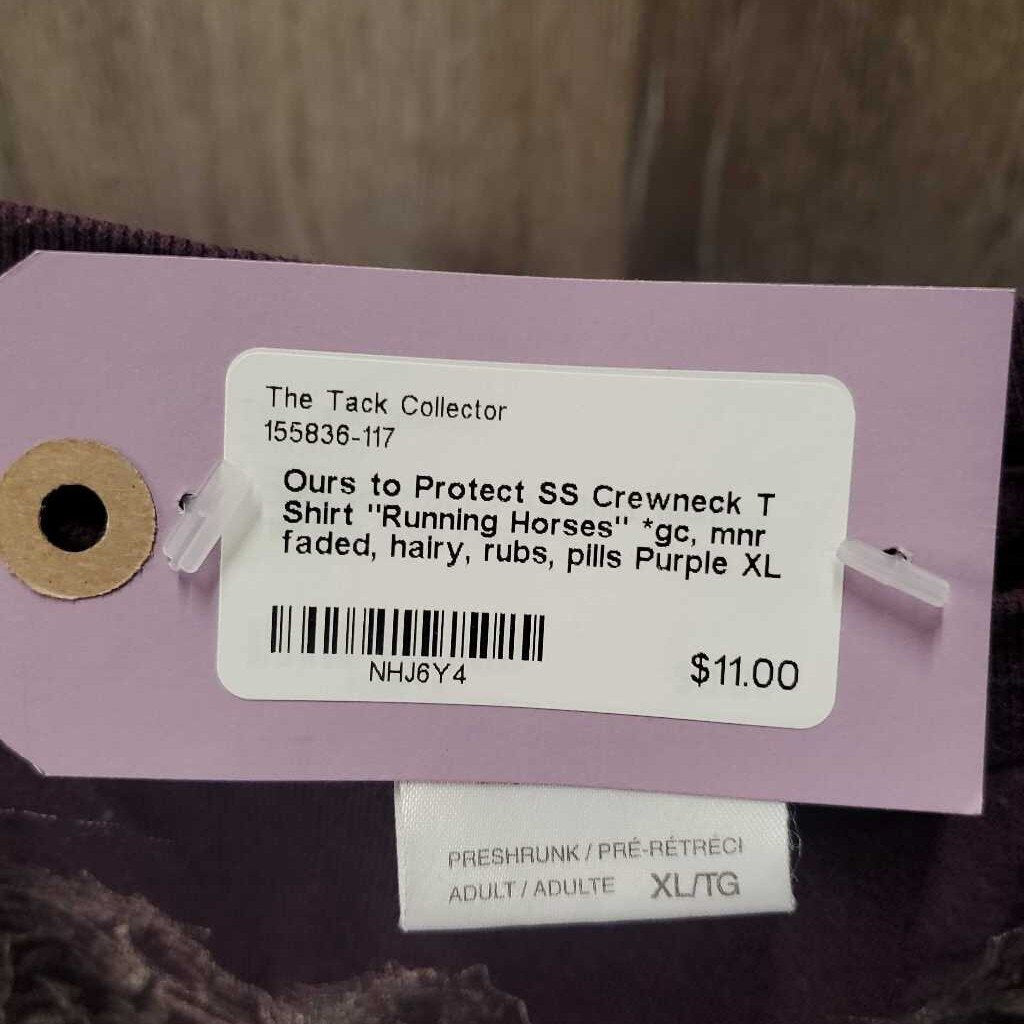 The Tack Collector
155836-117
Ours to Protect SS Crewneck T
Shirt "Running Horses" *gc, mnr
faded, hairy, rubs, pills Purple XL
NHJ6Y4
$11.00
PRESHRUNK / PRÉ-RÉTRÉCI
ADULT / ADULTE XL/TG